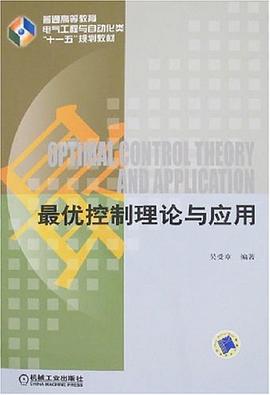 普通高等教育
电气工程与自动化类
“十一五”规划教材
OPTIMAL CONTROL THEORY
AND APPLICATION
最优控制理论与应用
吴受章 编著
机械工业出版社
CHINA MACHINE PRESS